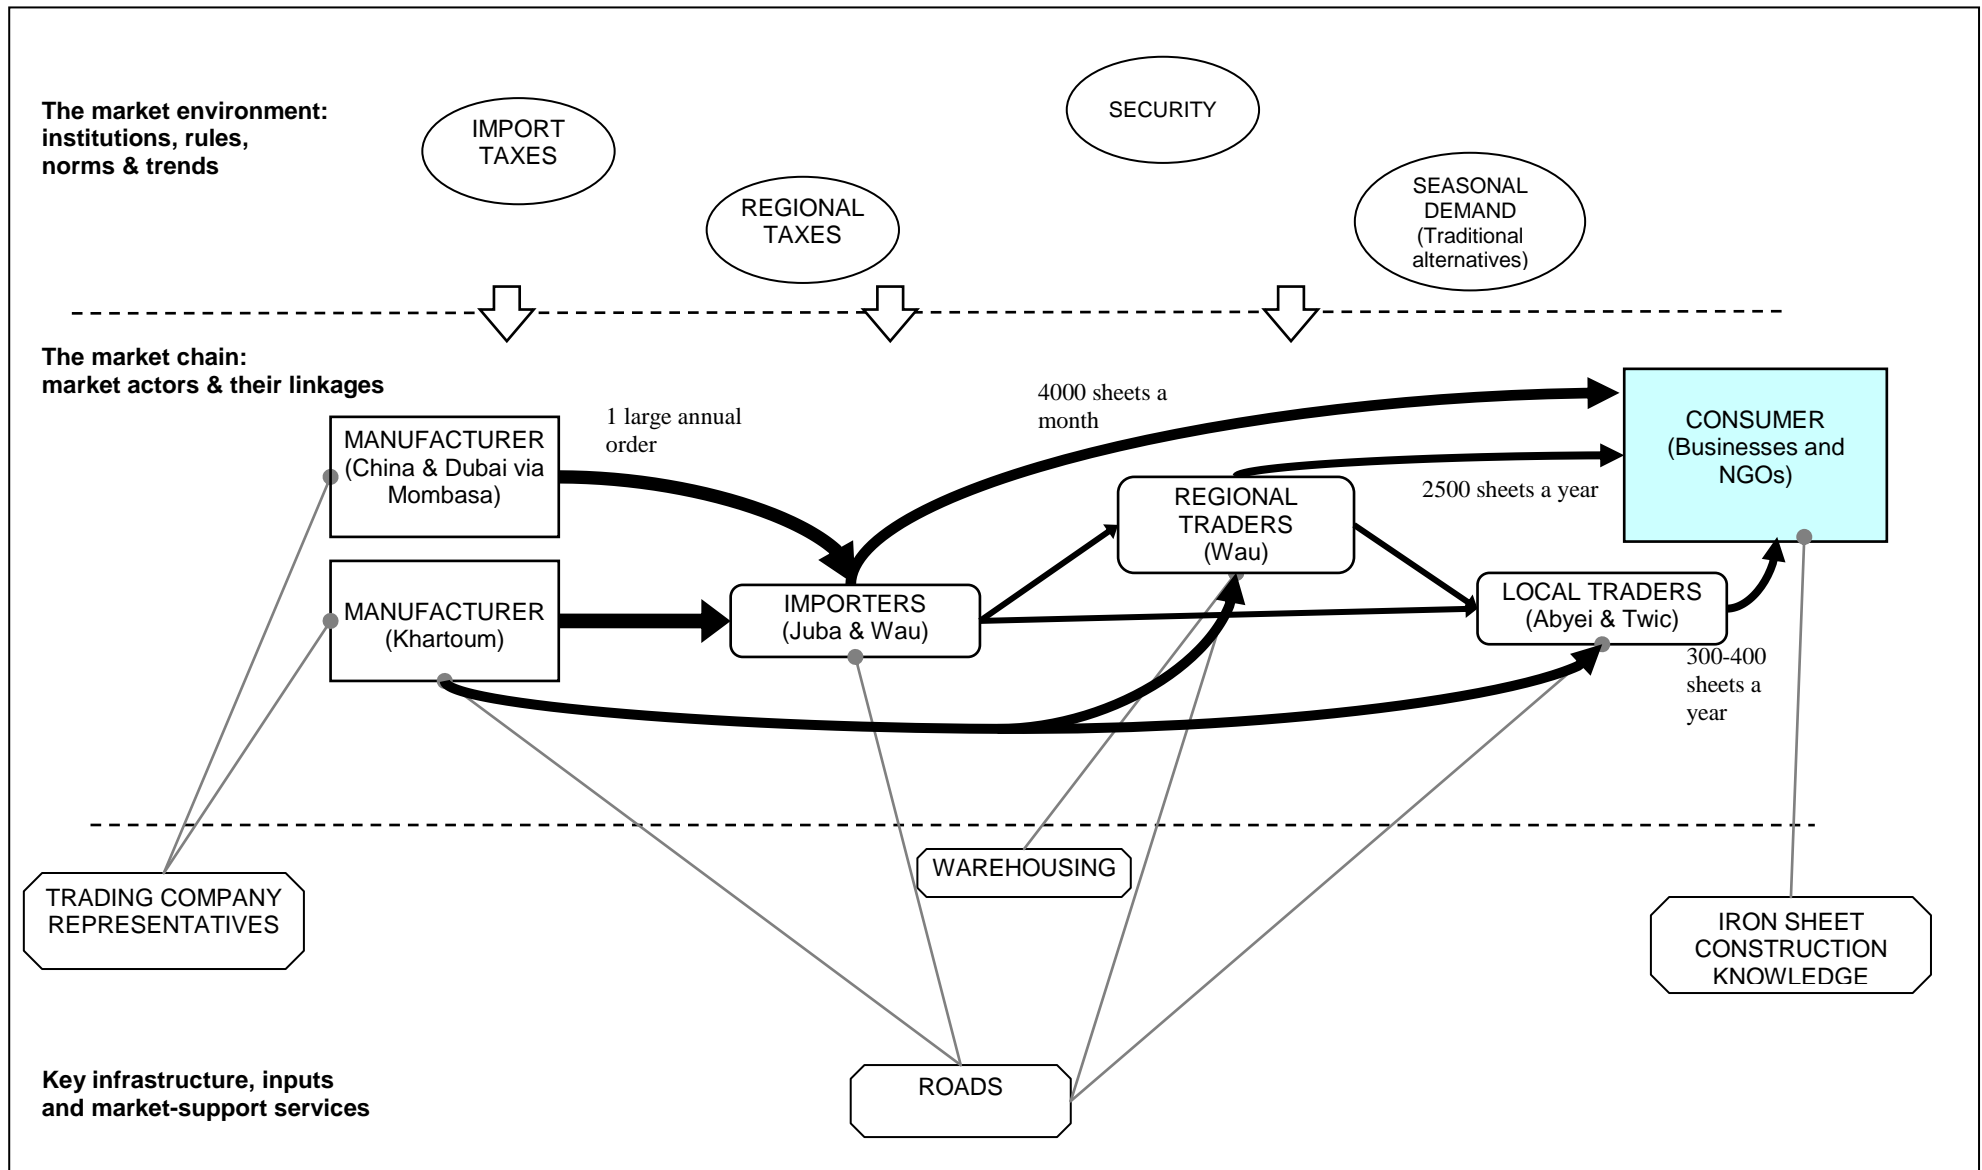 The market environment:
institutions, rules,
norms & trends
IMPORT
TAXES
REGIONAL
TAXES
SECURITY
SEASONAL
DEMAND
(Traditional
alternatives)
The market chain:
market actors & their linkages
MANUFACTURER
(China & Dubai via
Mombasa)
1 large annual
order
4000 sheets a
month
CONSUMER
(Businesses and
NGOs)
REGIONAL
TRADERS
(Wau)
2500 sheets a year
MANUFACTURER
(Khartoum)
IMPORTERS
(Juba & Wau)
LOCAL TRADERS
(Abyei & Twic)
300-400
sheets a
year
TRADING COMPANY
REPRESENTATIVES
WAREHOUSING
IRON SHEET
CONSTRUCTION
KNOWLEDGE
ROADS
Key infrastructure, inputs
and market-support services